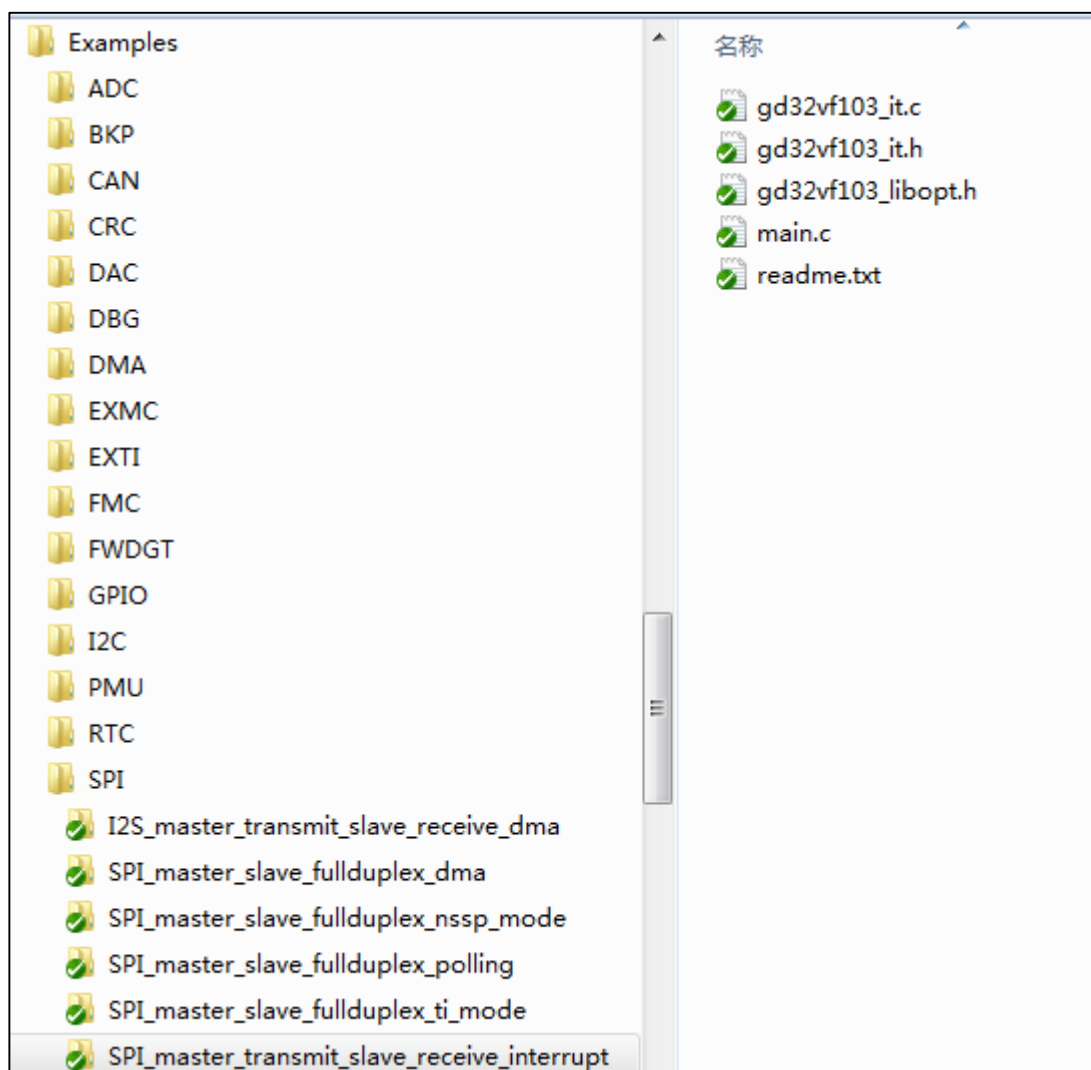 Examples
ADC
BKP
CAN
CRC
DAC
DBG
DMA
EXMC
EXTI
FMC
FWDGT
GPIO
I2C
PMU
RTC
SPI
I2S_master_transmit_slave_receive_dma
SPI_master_slave_fullduplex_dma
SPI_master_slave_fullduplex_nssp_mode
SPI_master_slave_fullduplex_polling
SPI_master_slave_fullduplex_ti_mode
SPI_master_transmit_slave_receive_interrupt
名称
gd32vf103_it.c
gd32vf103_it.h
gd32vf103_libopt.h
main.c
readme.txt